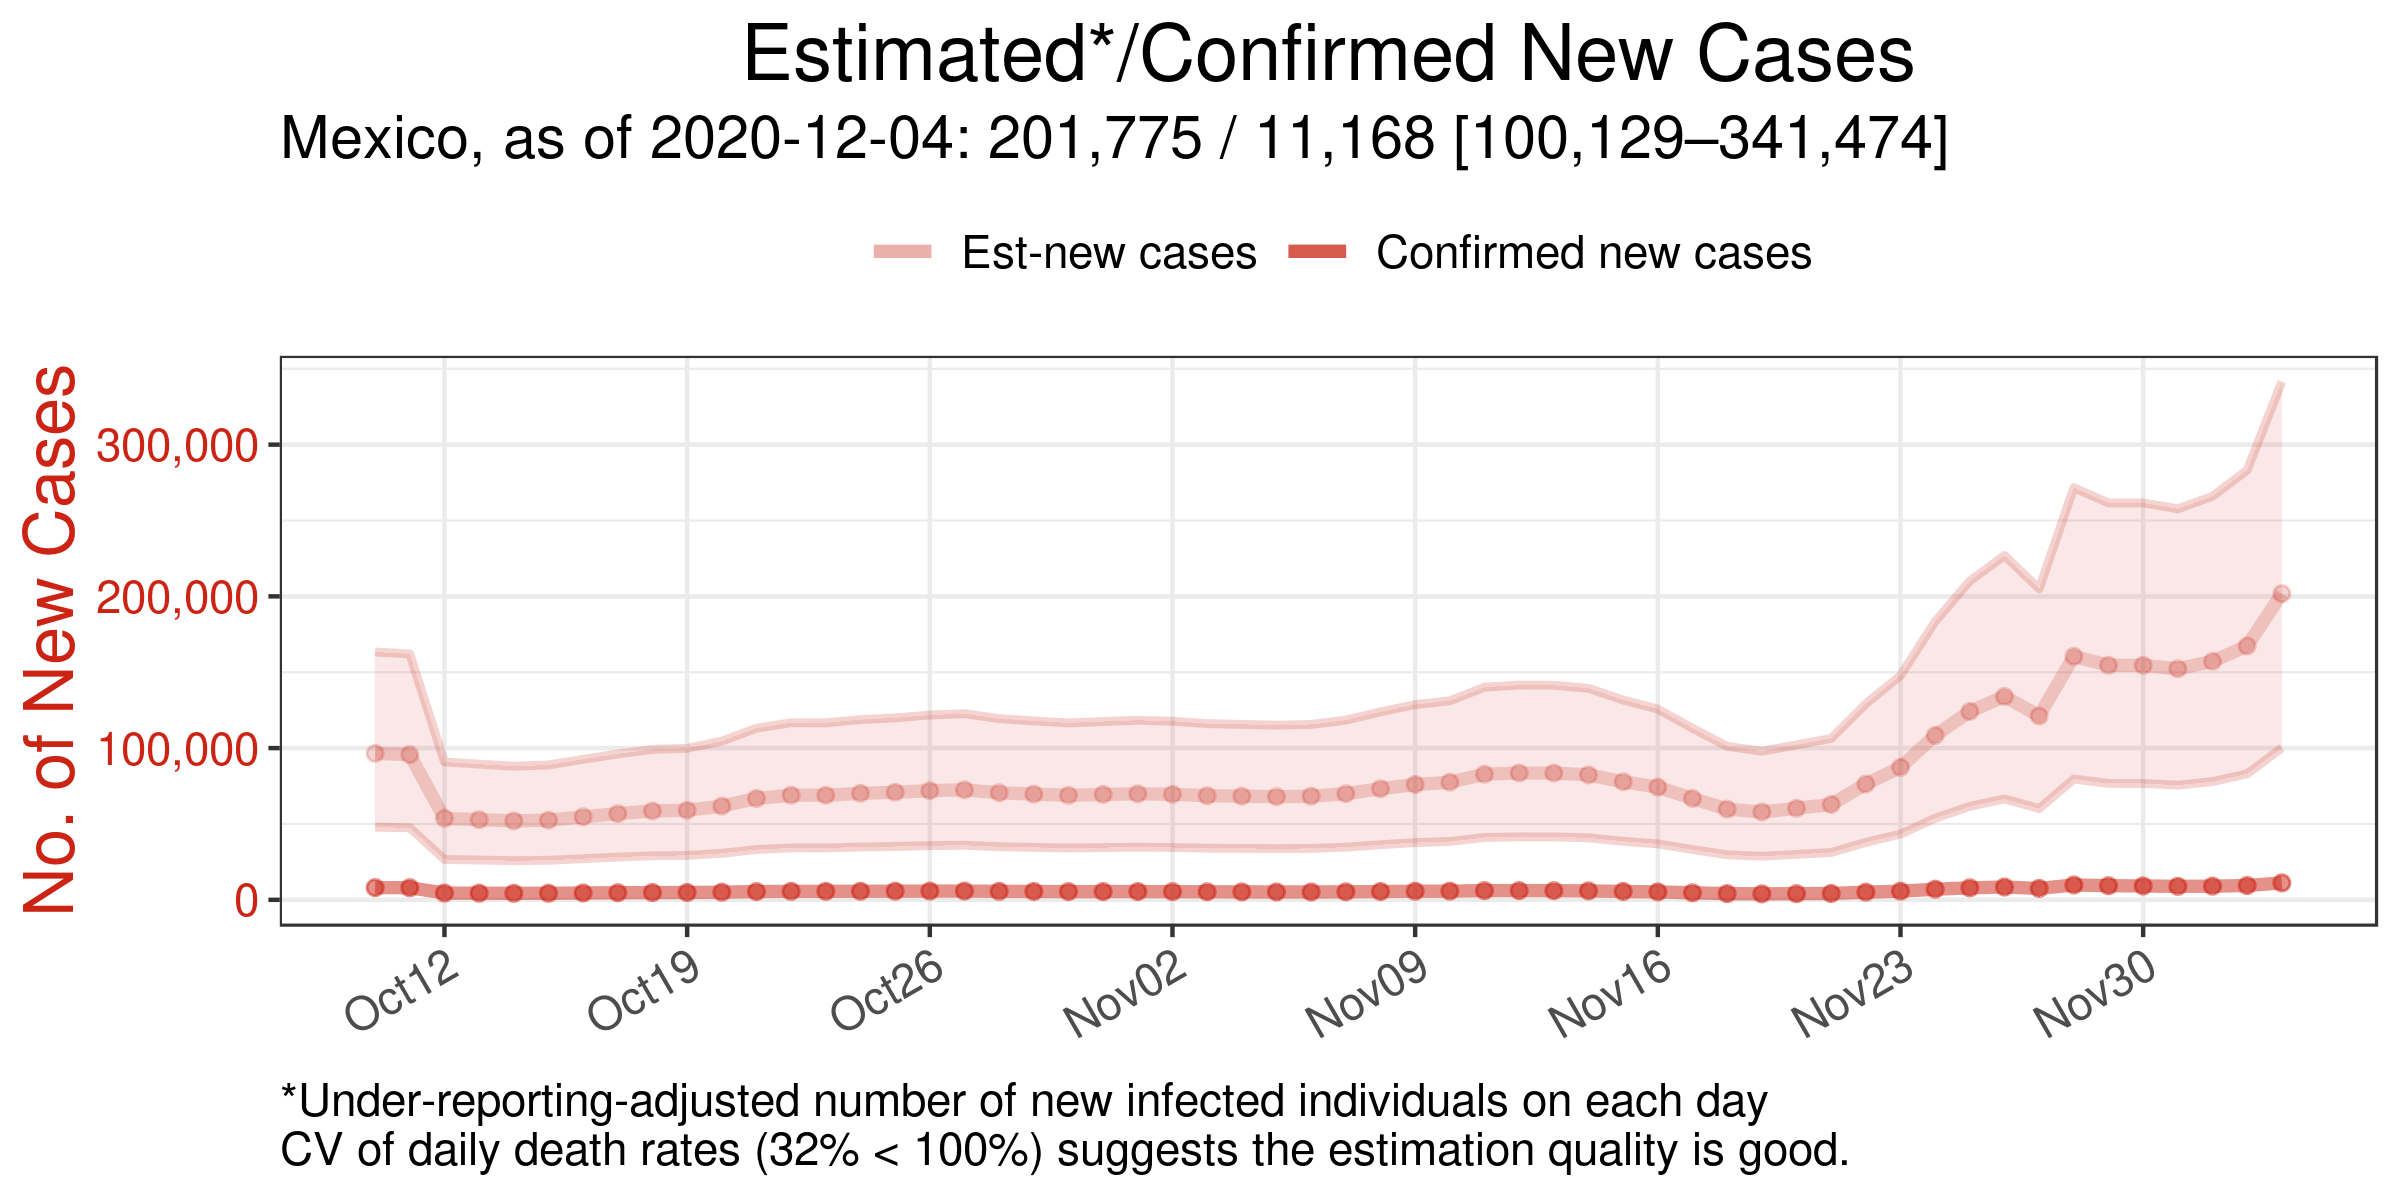 Estimated*/Confirmed New Cases
Mexico, as of 2020-12-04: 201,775 / 11,168 [100,129–341,474]
Est-new cases
Confirmed new cases
No. of New Cases
300,000
200,000
100,000
0
Oct12
Oct19
Oct26
Nov02
Nov09
Nov16
Nov23
Nov30
*Under-reporting-adjusted number of new infected individuals on each day
CV of daily death rates (32% < 100%) suggests the estimation quality is good.